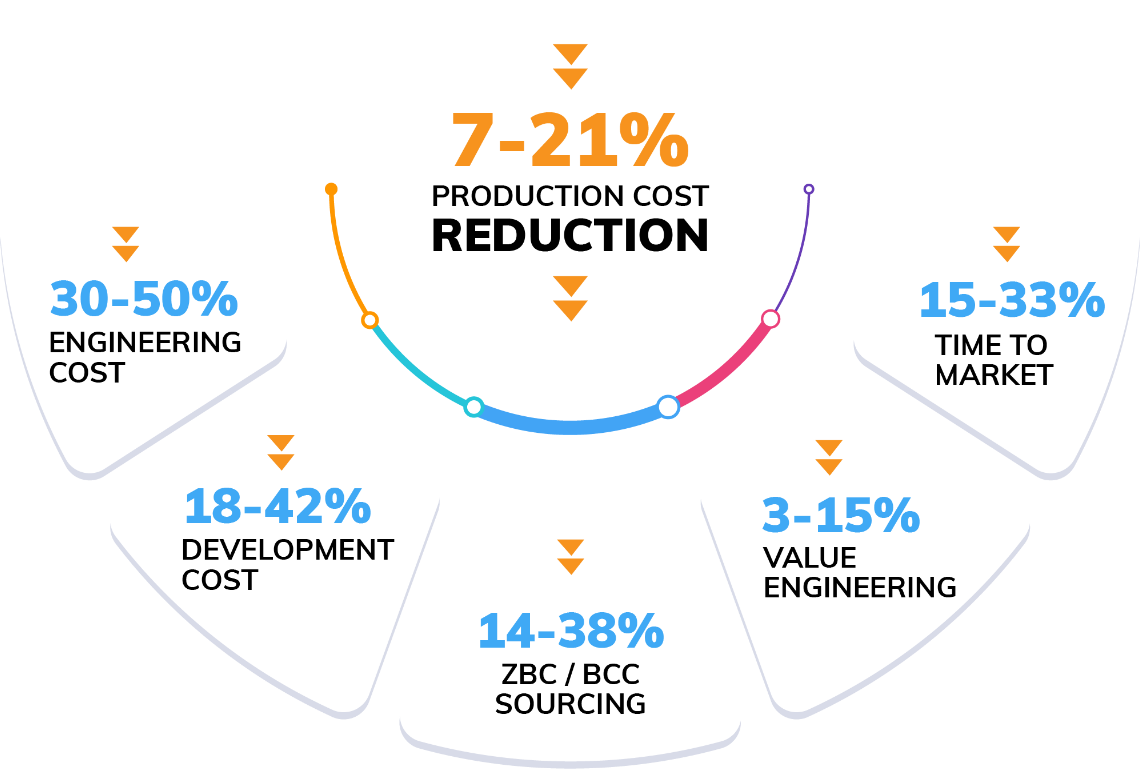 7-21%
PRODUCTION COST
REDUCTION
30-50%
ENGINEERING
COST
18-42%
DEVELOPMENT
COST
14-38%
ZBC / BCC
SOURCING
3-15%
VALUE
ENGINEERING
15-33%
TIME TO
MARKET